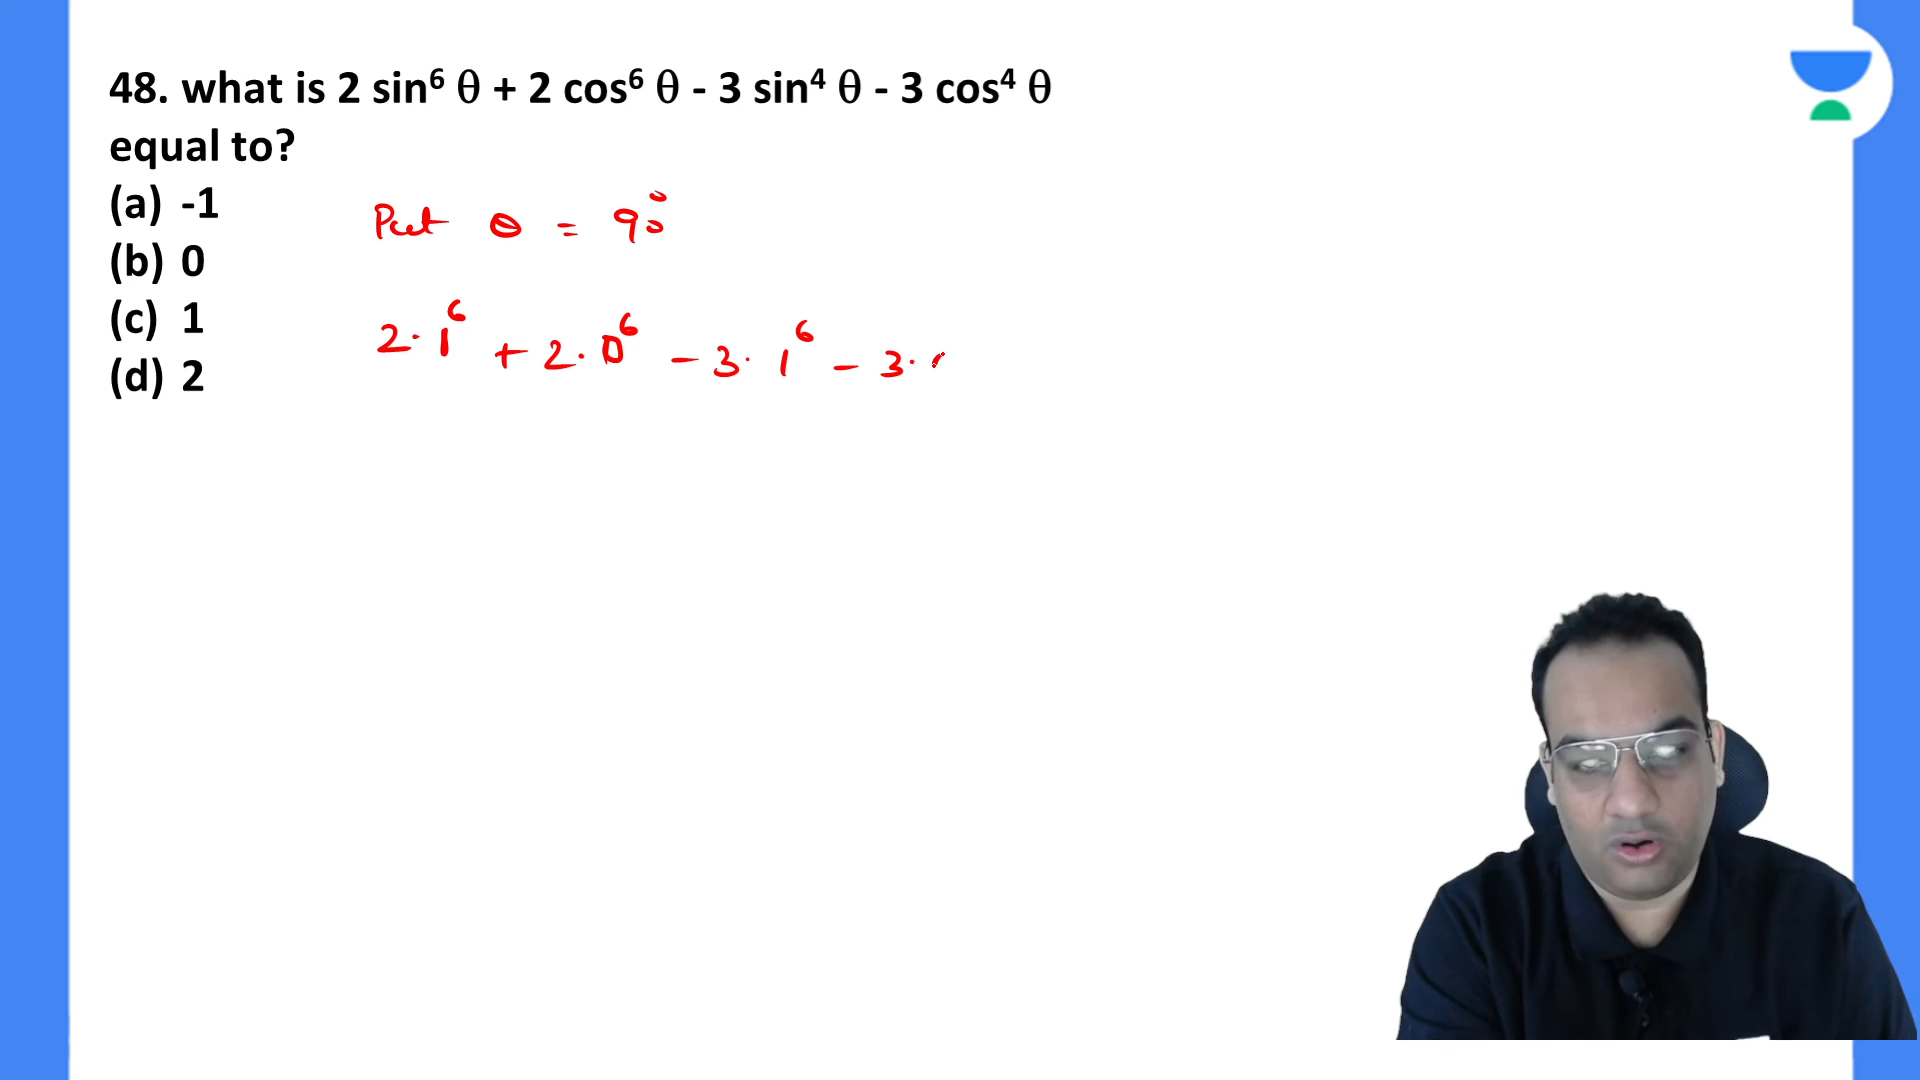 48. what is 2 sin⁶ θ + 2 cos⁶ θ - 3 sin⁴ θ - 3 cos⁴ θ
equal to?
(a) -1
(b) 0
(c) 1
(d) 2
Put θ = 90°
2·1⁶ + 2·0⁶ - 3·1⁶ - 3·